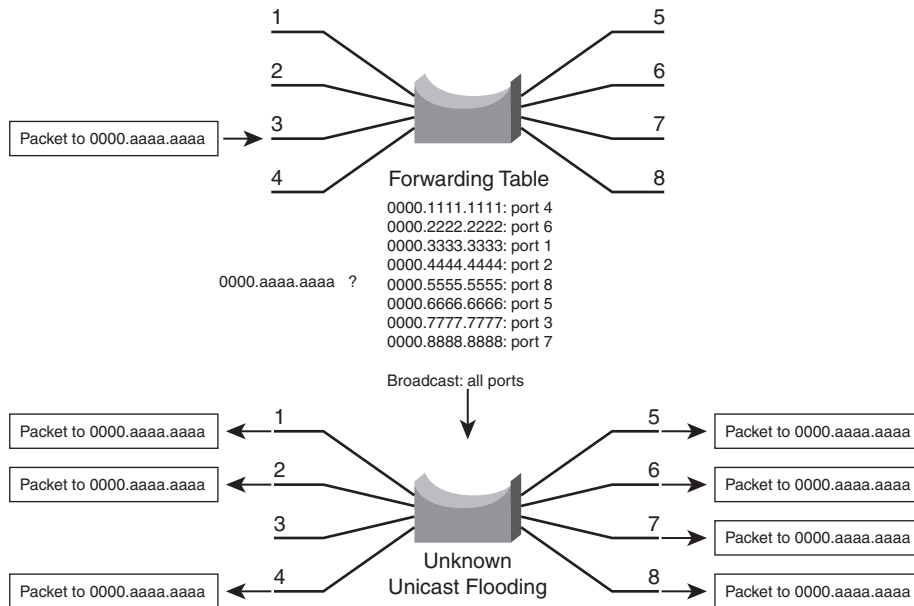 1
5
2
6
Packet to 0000.aaaa.aaaa
3
7
4
8
Forwarding Table
0000.1111.1111: port 4
0000.2222.2222: port 6
0000.3333.3333: port 1
0000.4444.4444: port 2
0000.aaaa.aaaa ?
0000.5555.5555: port 8
0000.6666.6666: port 5
0000.7777.7777: port 3
0000.8888.8888: port 7
Broadcast: all ports
Packet to 0000.aaaa.aaaa
1
5
Packet to 0000.aaaa.aaaa
Packet to 0000.aaaa.aaaa
2
6
Packet to 0000.aaaa.aaaa
3
7
Packet to 0000.aaaa.aaaa
Packet to 0000.aaaa.aaaa
4
8
Packet to 0000.aaaa.aaaa
Unknown
Unicast Flooding